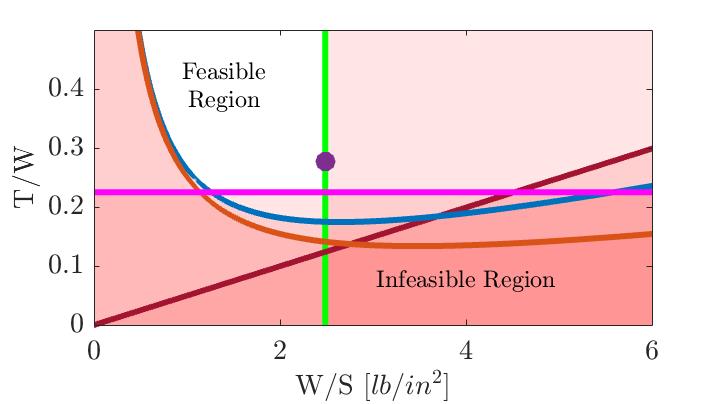 Feasible
Region
0.4
0.3
T/W
0.2
0.1
Infeasible Region
0
0 2 4 6
W/S [lb/in²]